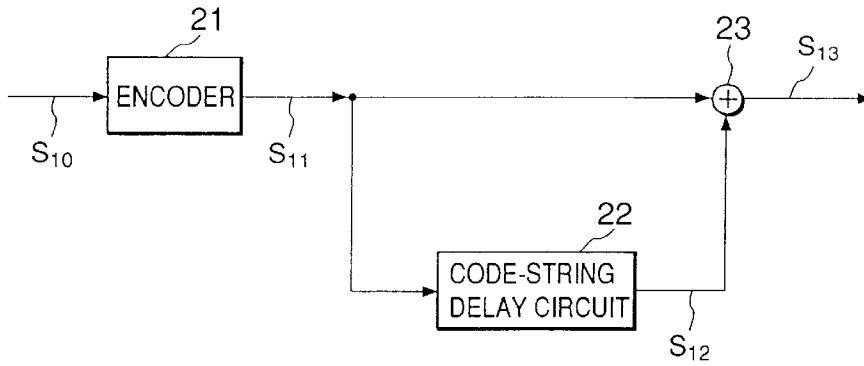 21
ENCODER
S10
S11
23
S13
22
CODE-STRING
DELAY CIRCUIT
S12